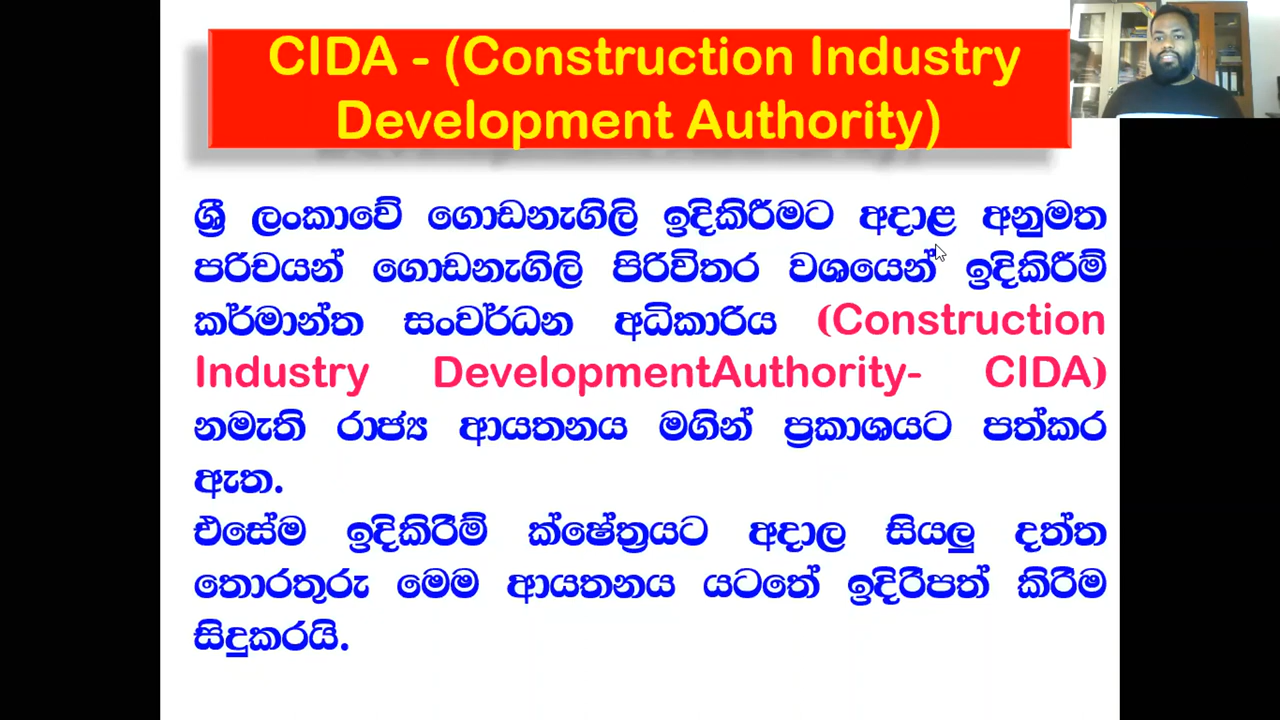 CIDA - (Construction Industry
Development Authority)
ශ්‍රී ලංකාවේ ගොඩනැගිලි ඉදිකිරීමට අදාළ අනුමත
පරිචයන් ගොඩනැගිලි පිරිවිතර වශයෙන් ඉදිකිරීම්
කර්මාන්ත සංවර්ධන අධිකාරිය (Construction
Industry DevelopmentAuthority- CIDA)
නමැති රාජ්‍ය ආයතනය මගින් ප්‍රකාශයට පත්කර
ඇත.
එසේම ඉදිකිරීම් ක්ෂේත්‍රයට අදාල සියලු දත්ත
තොරතුරු මෙම ආයතනය යටතේ ඉදිරිපත් කිරීම
සිදුකරයි.